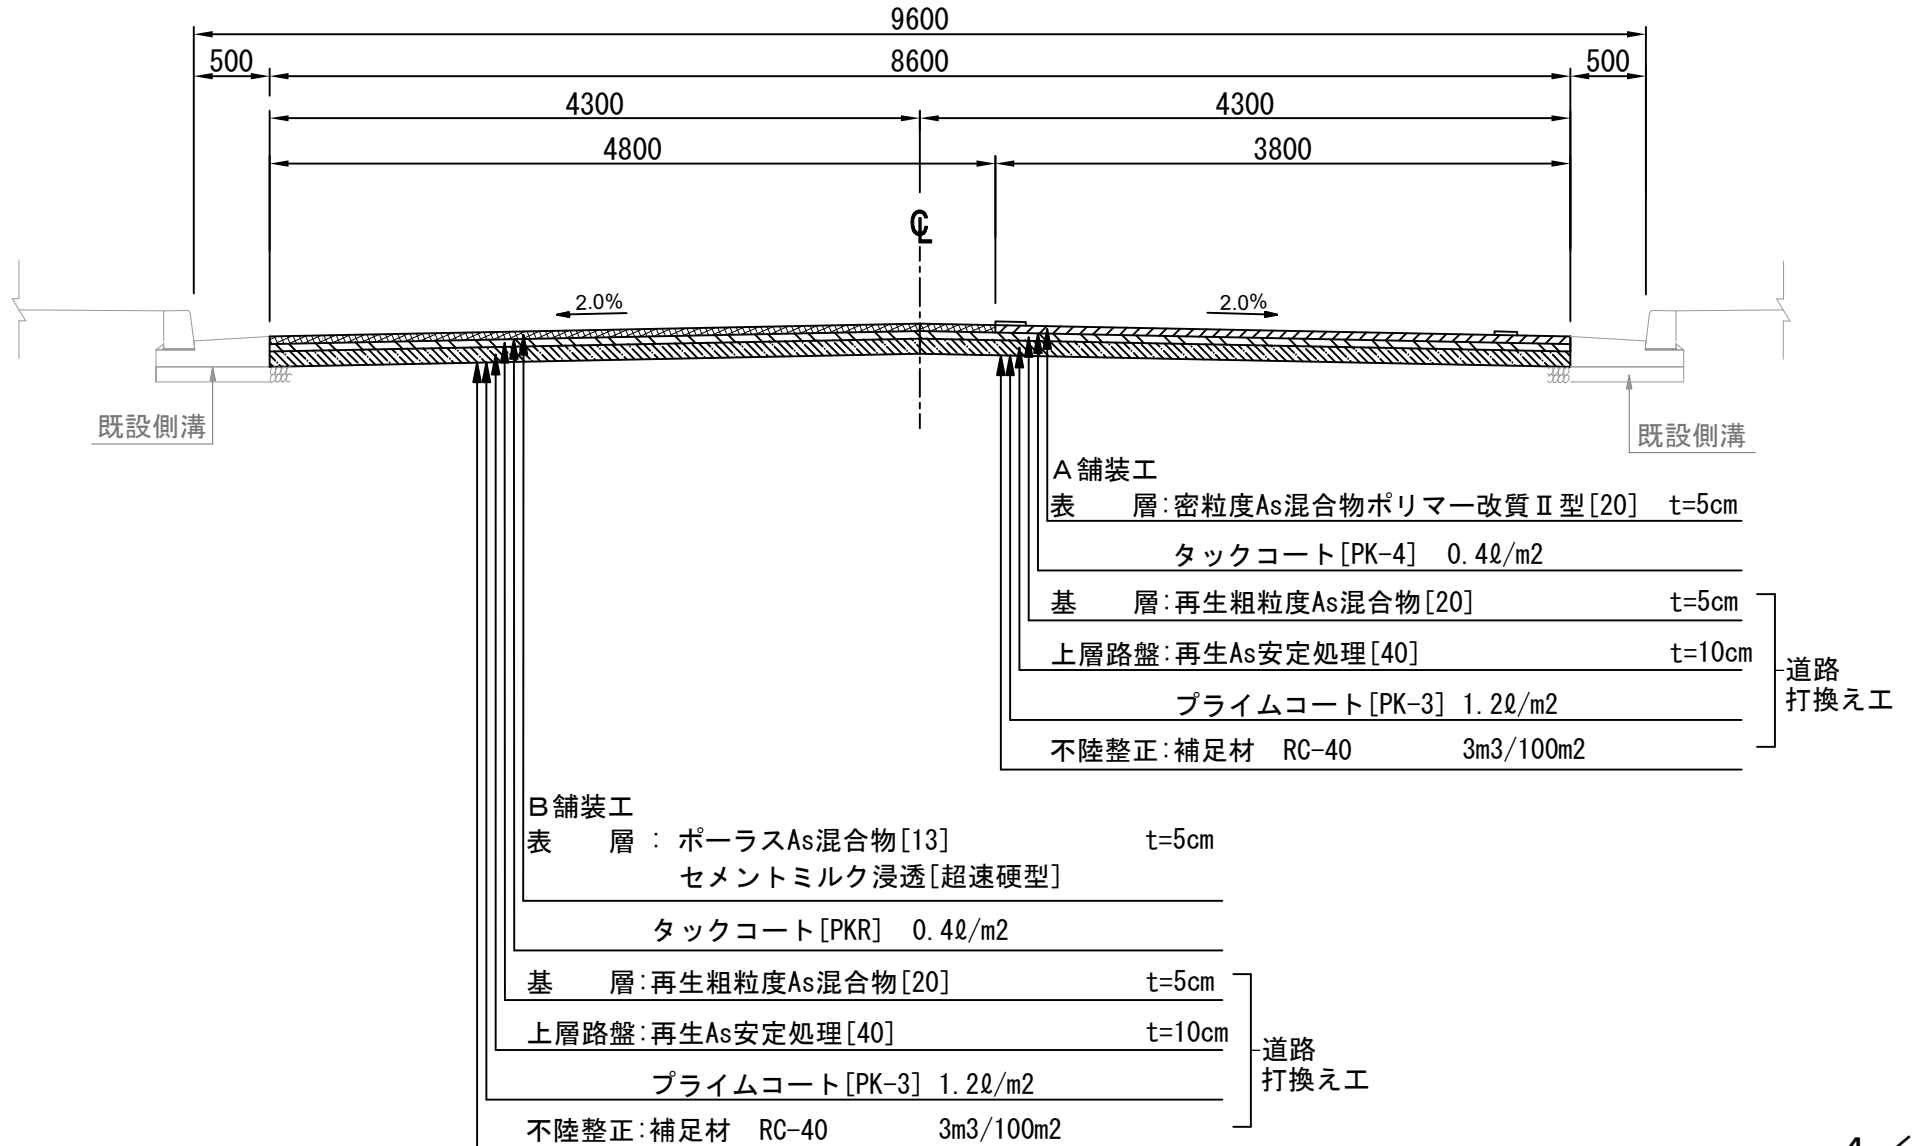 9600
500 8600 500
4300 4300
4800 3800
℄
2.0% 2.0%
既設側溝
既設側溝
A舗装工
表　　層:密粒度As混合物ポリマー改質Ⅱ型[20] t=5cm
タックコート[PK-4] 0.4ℓ/m2
基　　層:再生粗粒度As混合物[20] t=5cm
上層路盤:再生As安定処理[40] t=10cm
プライムコート[PK-3] 1.2ℓ/m2
不陸整正:補足材 RC-40 3m3/100m2
道路
打換え工
B舗装工
表　　層 : ポーラスAs混合物[13] t=5cm
セメントミルク浸透[超速硬型]
タックコート[PKR] 0.4ℓ/m2
基　　層:再生粗粒度As混合物[20] t=5cm
上層路盤:再生As安定処理[40] t=10cm
プライムコート[PK-3] 1.2ℓ/m2
不陸整正:補足材 RC-40 3m3/100m2
道路
打換え工